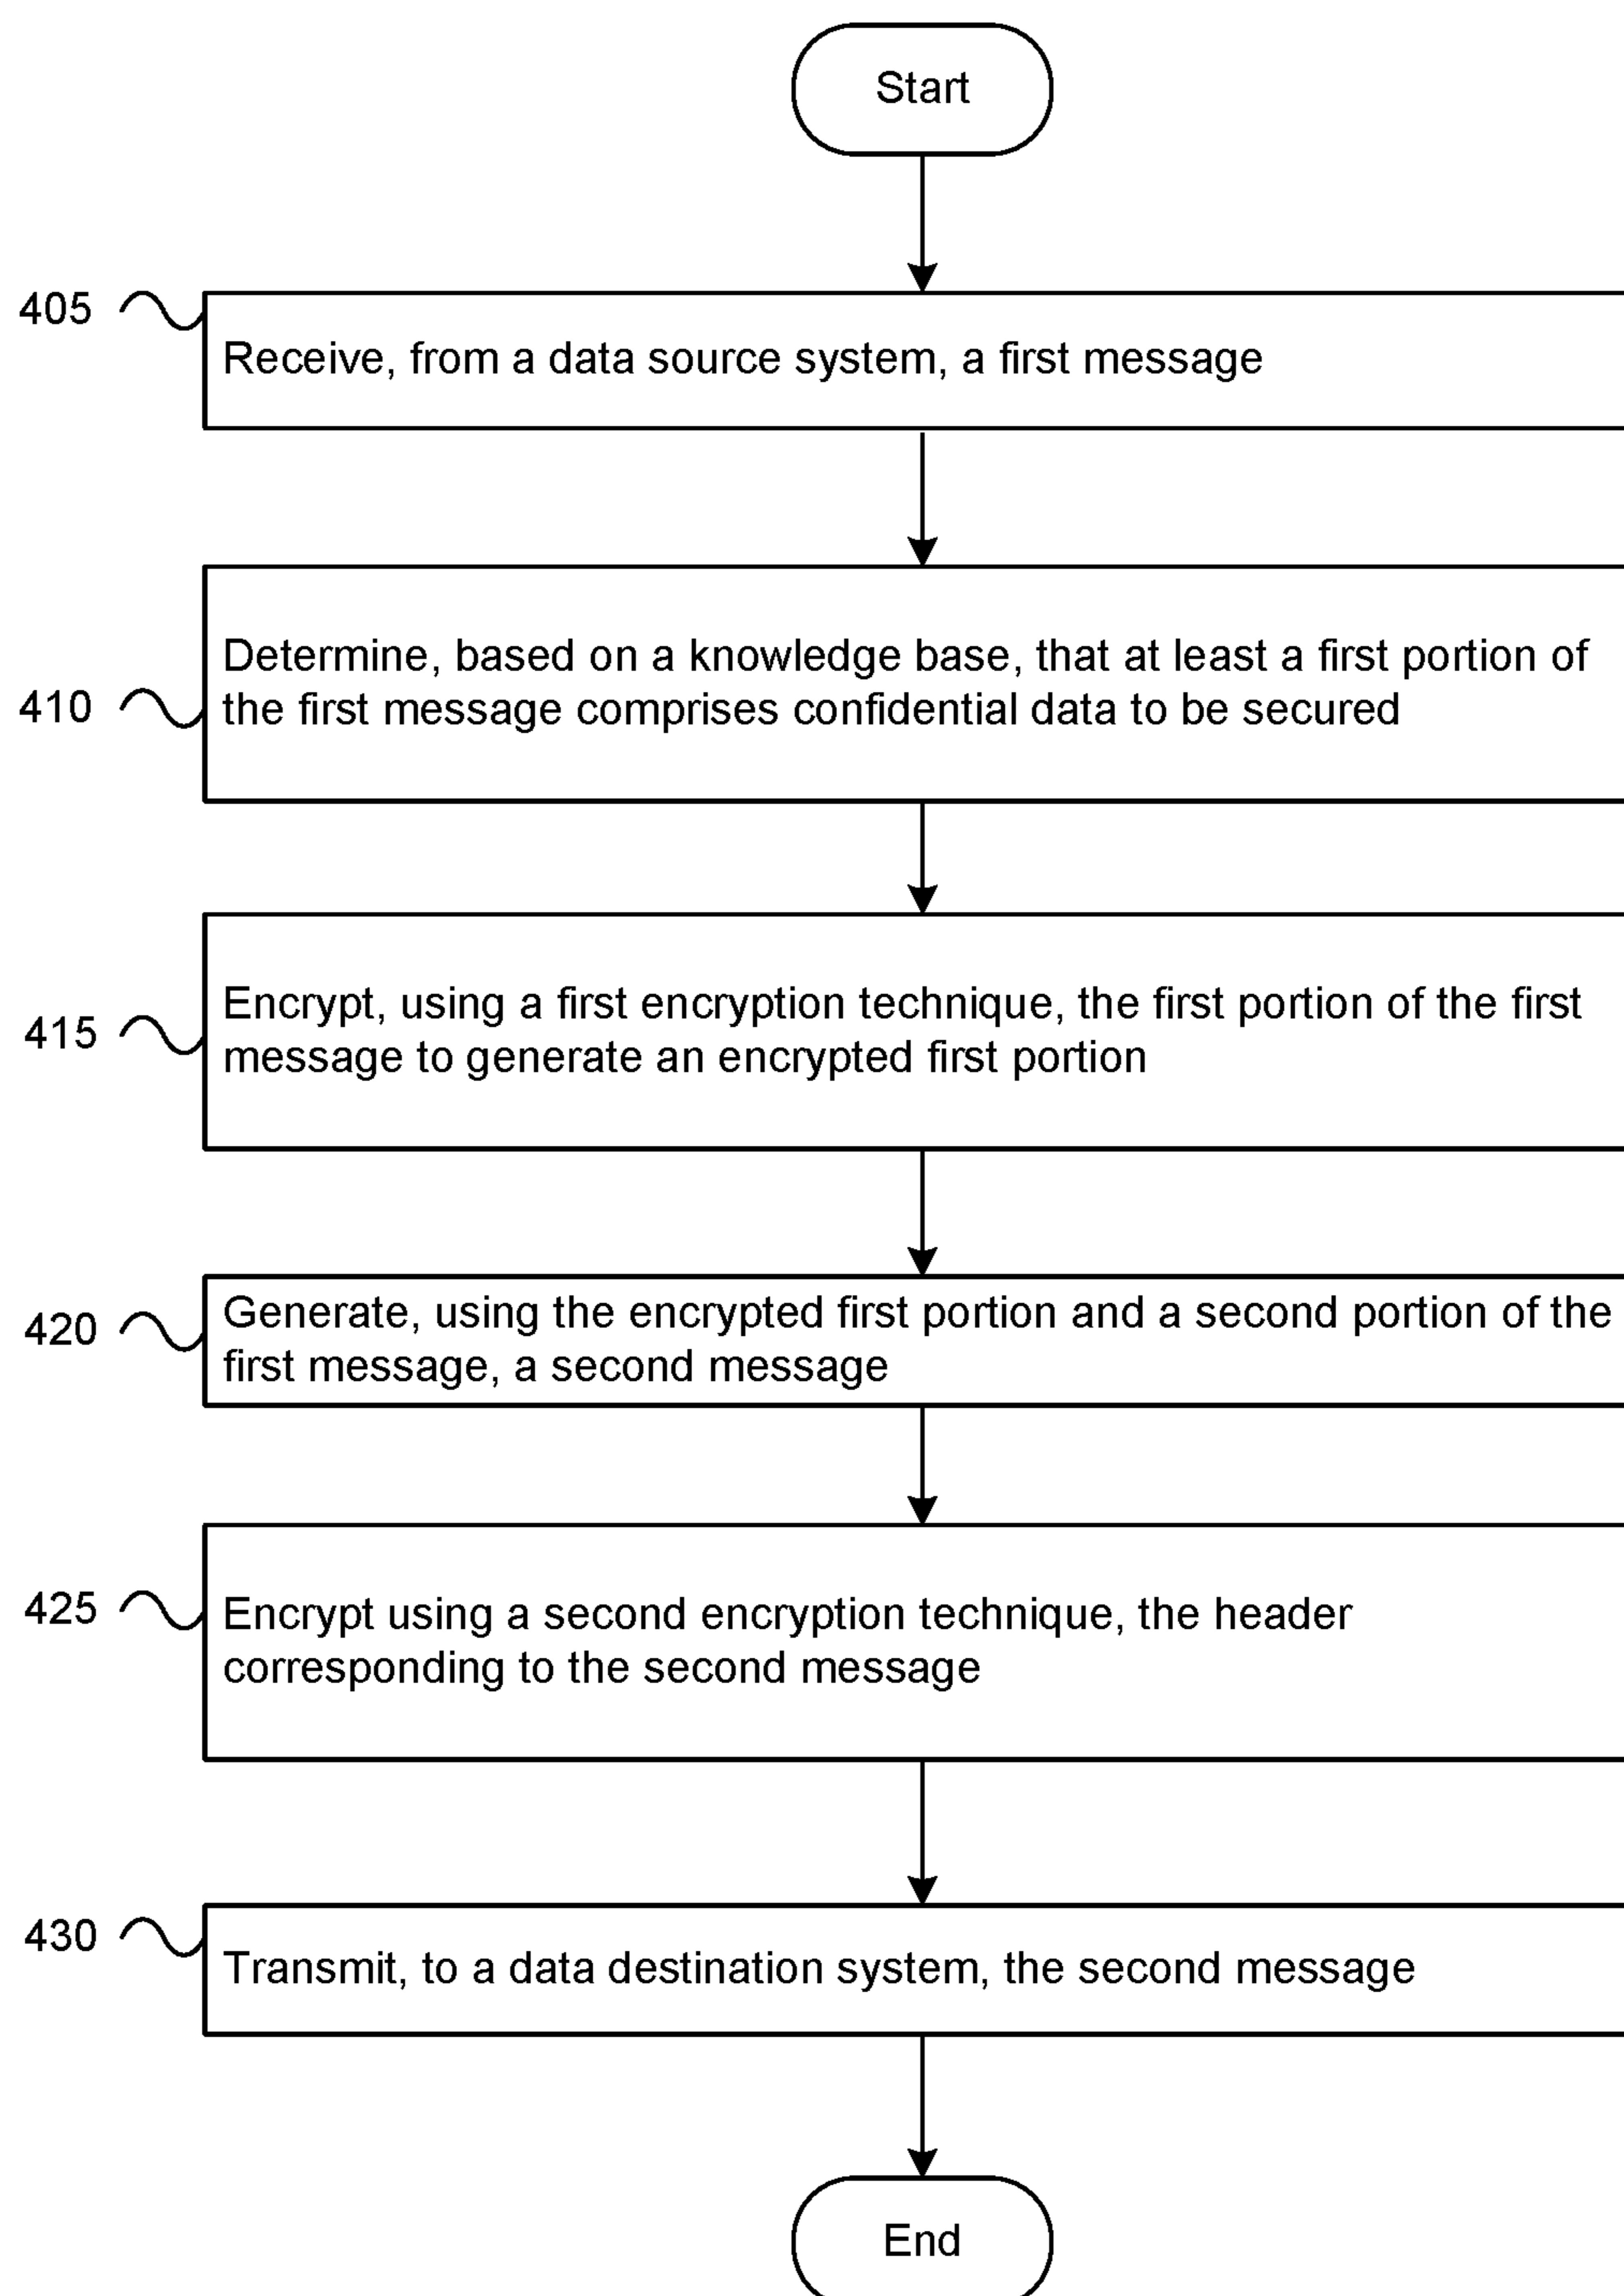 Start
405
Receive, from a data source system, a first message
410
Determine, based on a knowledge base, that at least a first portion of
the first message comprises confidential data to be secured
415
Encrypt, using a first encryption technique, the first portion of the first
message to generate an encrypted first portion
420
Generate, using the encrypted first portion and a second portion of the
first message, a second message
425
Encrypt using a second encryption technique, the header
corresponding to the second message
430
Transmit, to a data destination system, the second message
End